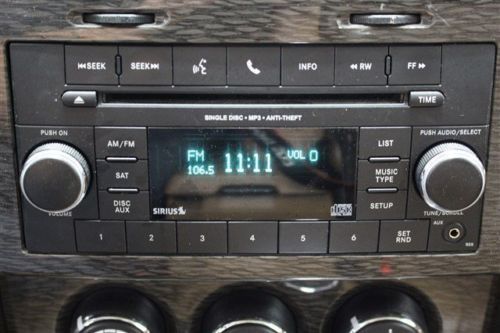 I◄◄ SEEK SEEK ►►I INFO ◄◄ RW FF ►►
TIME
SINGLE DISC • MP3 • ANTI-THEFT
PUSH ON PUSH AUDIO/SELECT
AM/FM FM 11:11 VOL 0 LIST
106.5
SAT MUSIC TYPE
DISC AUX SIRIUS SETUP
VOLUME TUNE/SCROLL
1 2 3 4 5 6 SET RND AUX